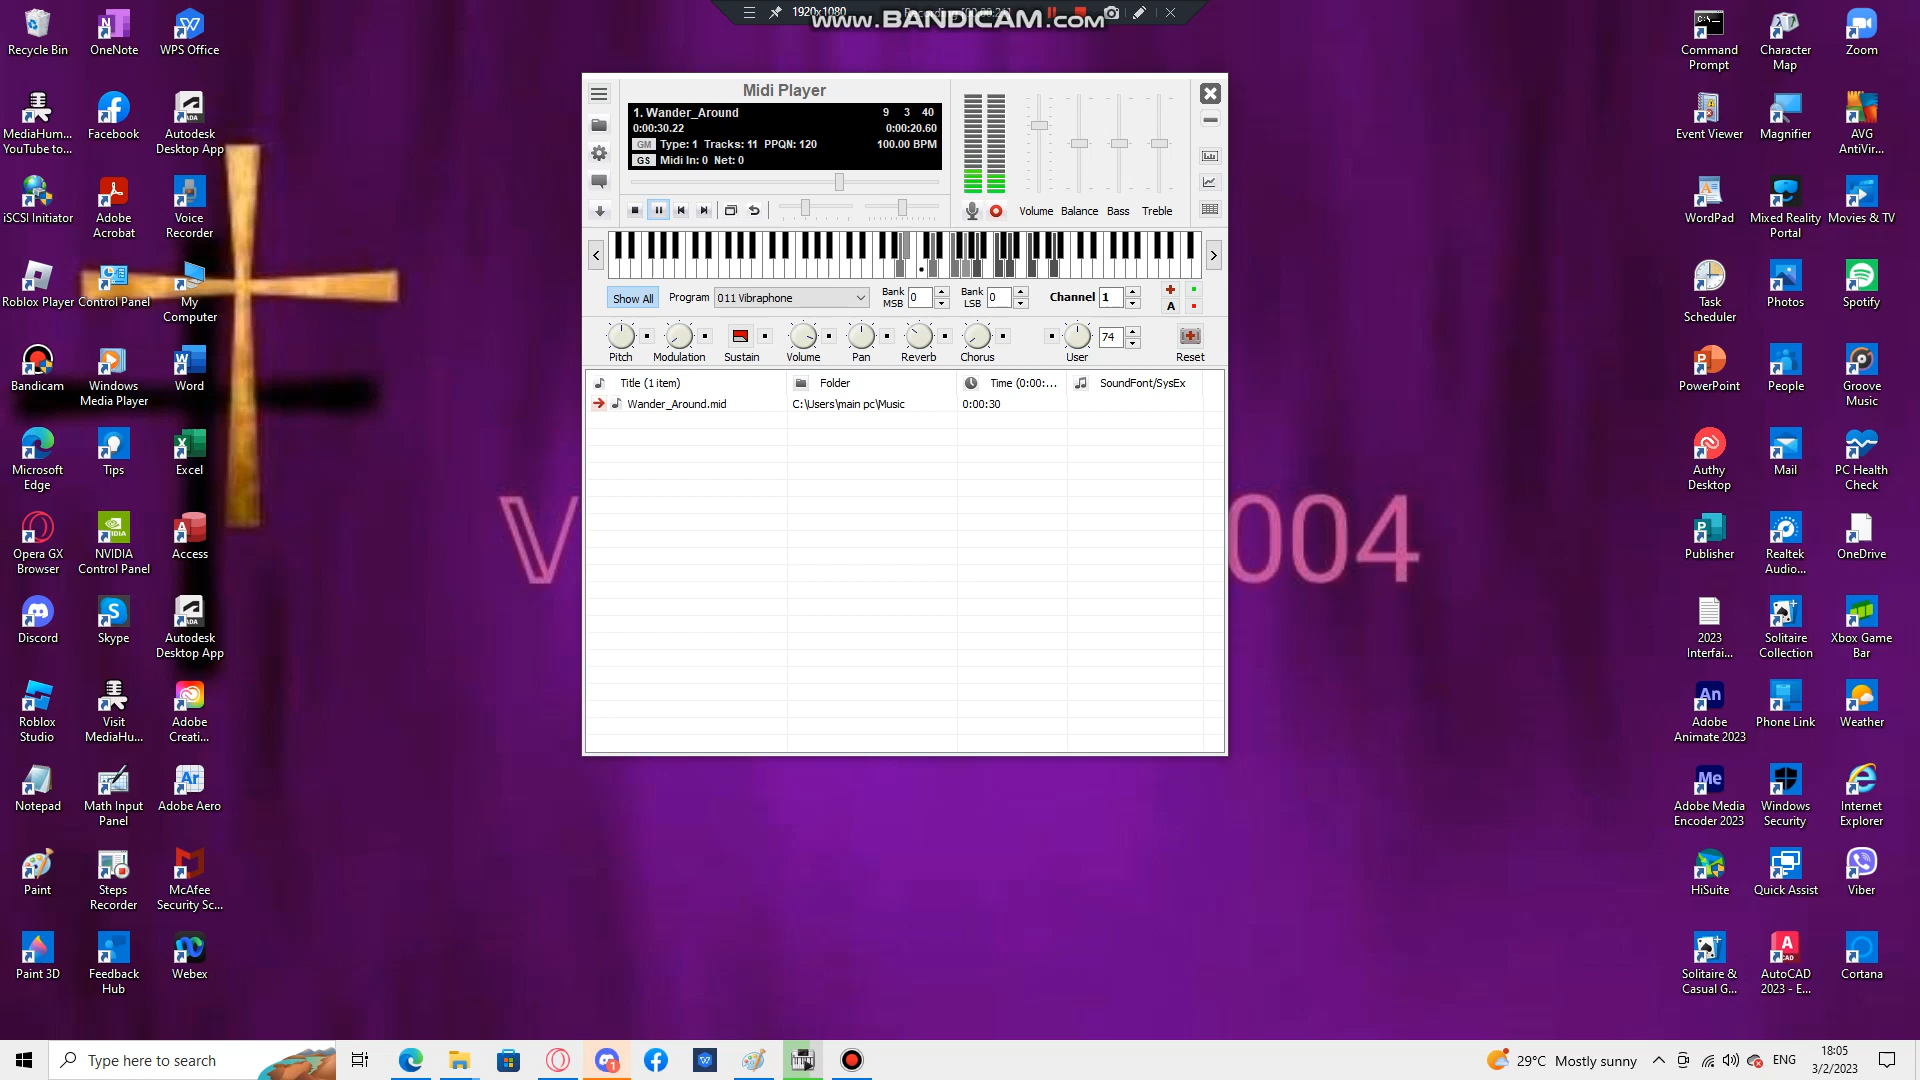 1920x1080
www.BANDICAM.com
Recycle Bin
OneNote
WPS Office
MediaHum...
YouTube to...
Facebook
Autodesk
Desktop App
iSCSI Initiator
Adobe
Acrobat
Voice
Recorder
Roblox Player
Control Panel
My
Computer
Bandicam
Windows
Media Player
Word
Microsoft
Edge
Tips
Excel
Opera GX
Browser
NVIDIA
Control Panel
Access
Discord
Skype
Autodesk
Desktop App
Roblox
Studio
Visit
MediaHu...
Adobe
Creati...
Notepad
Math Input
Panel
Adobe Aero
Paint
Steps
Recorder
McAfee
Security Sc...
Paint 3D
Feedback
Hub
Webex
Midi Player
1. Wander_Around 9 3 40
0:00:30.22 0:00:20.60
GM Type: 1 Tracks: 11 PPQN: 120 100.00 BPM
GS Midi In: 0 Net: 0
Volume Balance Bass Treble
Show All Program 011 Vibraphone Bank MSB 0 Bank LSB 0 Channel 1
A
74
Pitch Modulation Sustain Volume Pan Reverb Chorus User Reset
Title (1 item) Folder Time (0:00:... SoundFont/SysEx
Wander_Around.mid C:\Users\main pc\Music 0:00:30
V
004
Command
Prompt
Character
Map
Zoom
Event Viewer
Magnifier
AVG
AntiVir...
WordPad
Mixed Reality
Portal
Movies & TV
Task
Scheduler
Photos
Spotify
PowerPoint
People
Groove
Music
Authy
Desktop
Mail
PC Health
Check
Publisher
Realtek
Audio...
OneDrive
2023
Interfai...
Solitaire
Collection
Xbox Game
Bar
Adobe
Animate 2023
Phone Link
Weather
Adobe Media
Encoder 2023
Windows
Security
Internet
Explorer
HiSuite
Quick Assist
Viber
Solitaire &
Casual G...
AutoCAD
2023 - E...
Cortana
Type here to search
29°C Mostly sunny
ENG
18:05
3/2/2023